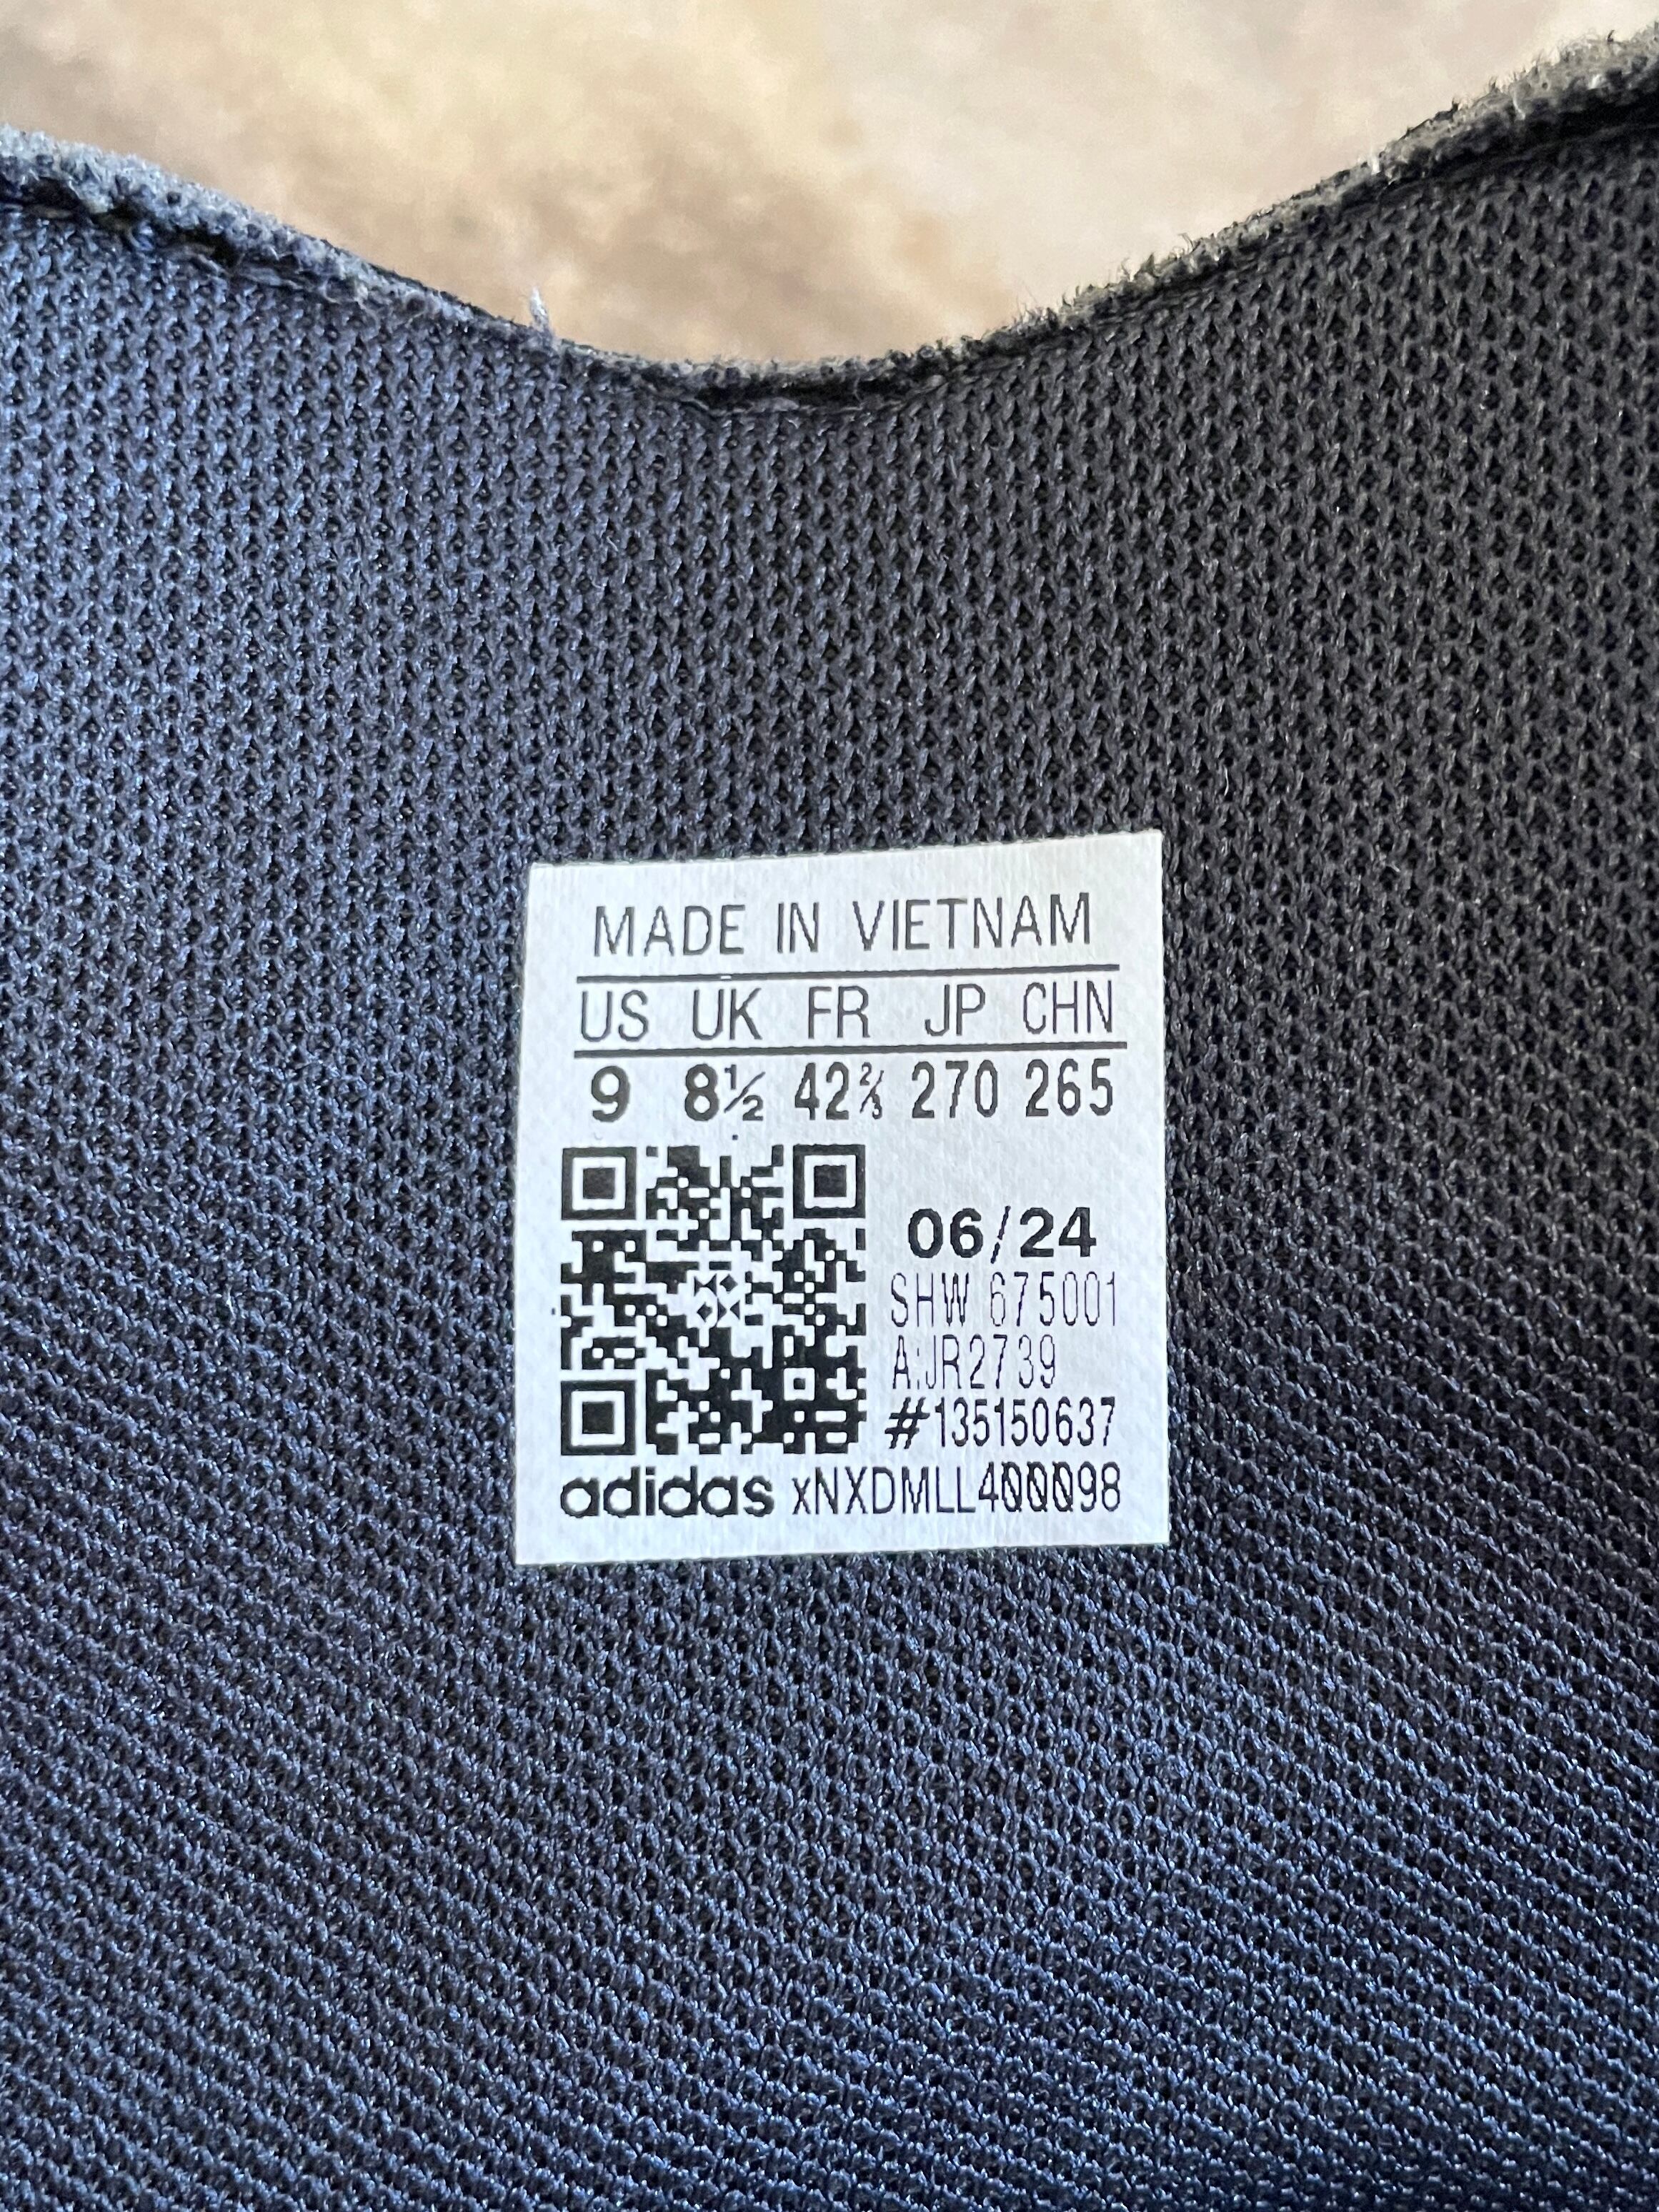 MADE IN VIETNAM
US UK FR JP CHN
9 8½ 42⅔ 270 265
06/24
SHW 675001
A:JR2739
#135150637
adidas xNXDMLL400098